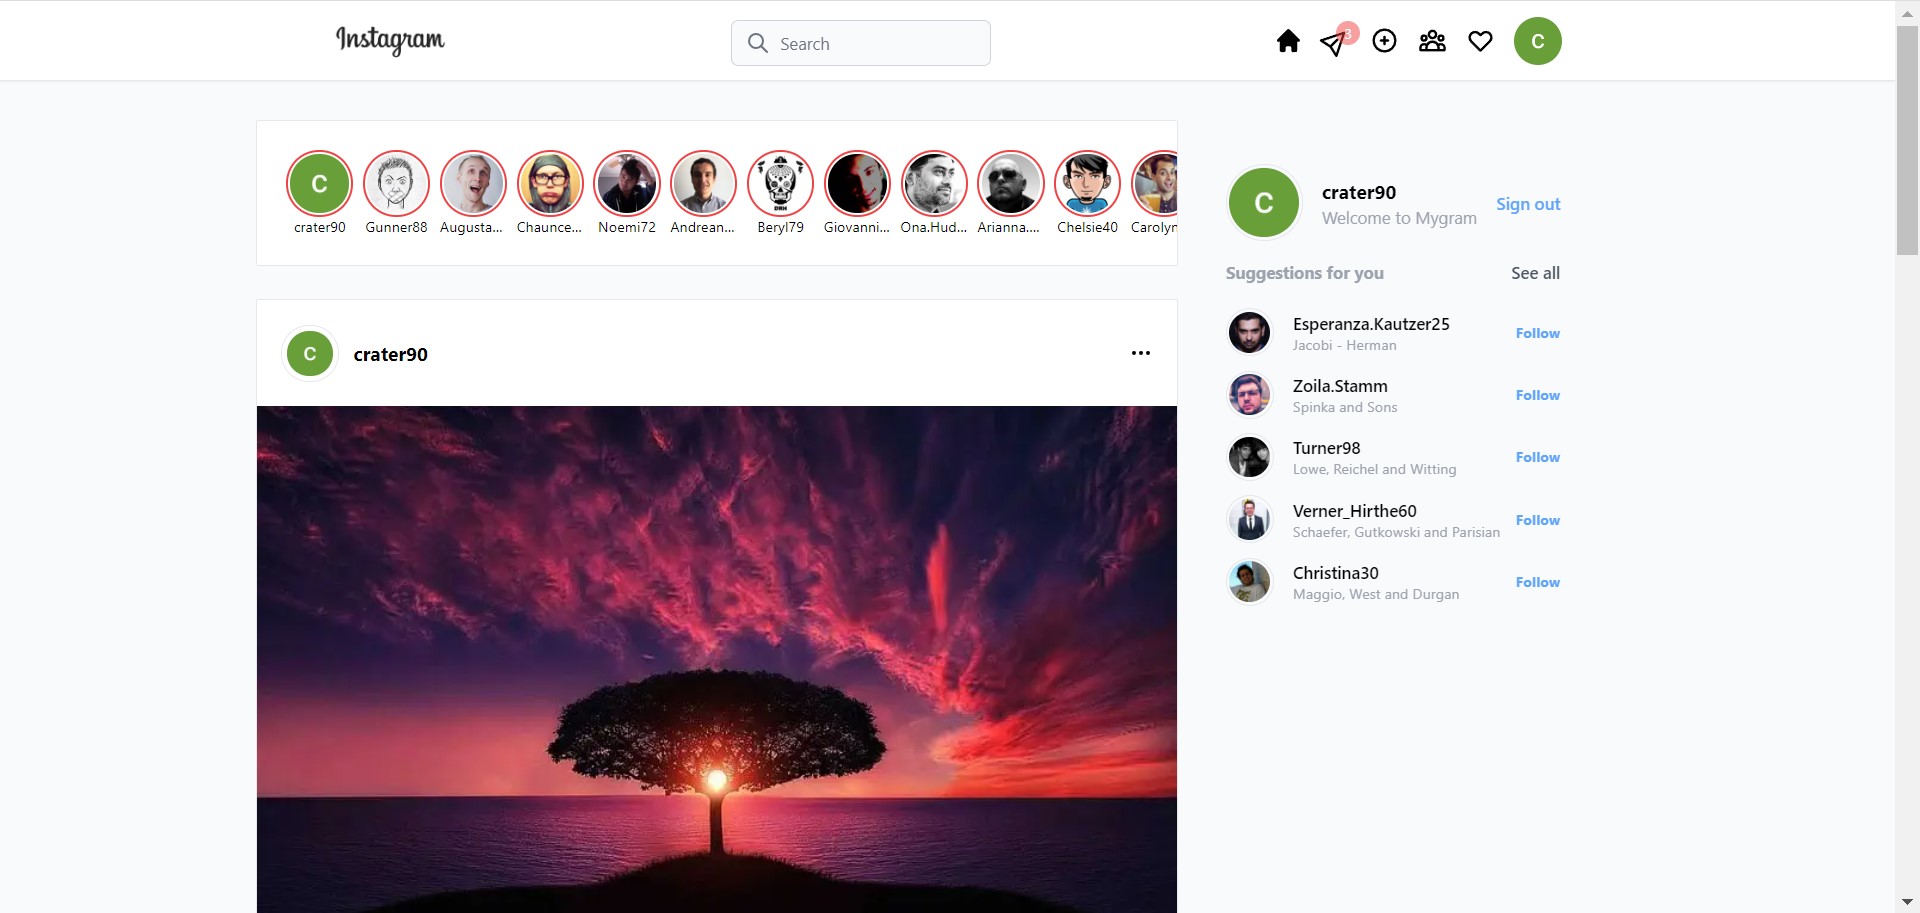 Instagram
Search
3
C
C
crater90
Gunner88
Augusta...
Chaunce...
Noemi72
Andrean...
Beryl79
Giovanni...
Ona.Hud...
Arianna....
Chelsie40
Carolyn
C
crater90
Welcome to Mygram
Sign out
Suggestions for you
See all
Esperanza.Kautzer25
Jacobi - Herman
Follow
Zoila.Stamm
Spinka and Sons
Follow
Turner98
Lowe, Reichel and Witting
Follow
Verner_Hirthe60
Schaefer, Gutkowski and Parisian
Follow
Christina30
Maggio, West and Durgan
Follow
C
crater90